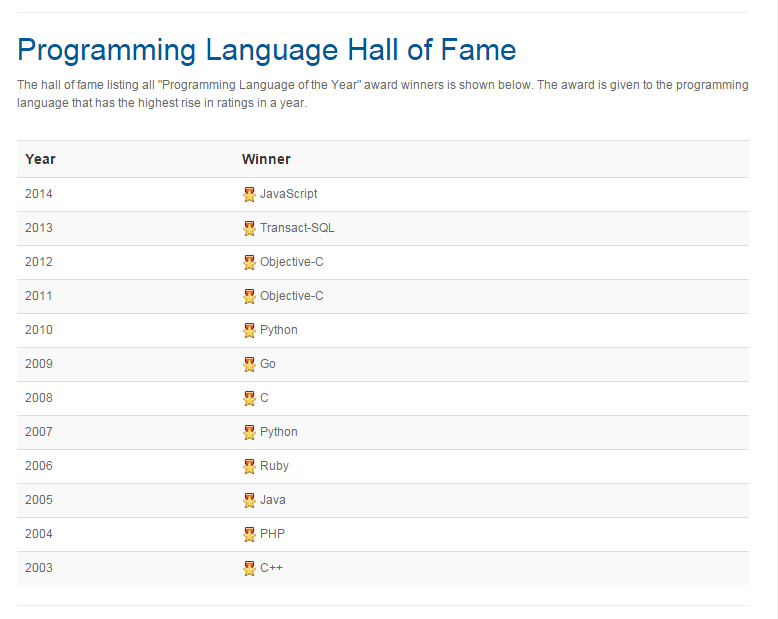 Programming Language Hall of Fame
The hall of fame listing all "Programming Language of the Year" award winners is shown below. The award is given to the programming
language that has the highest rise in ratings in a year.
Year Winner
2014 JavaScript
2013 Transact-SQL
2012 Objective-C
2011 Objective-C
2010 Python
2009 Go
2008 C
2007 Python
2006 Ruby
2005 Java
2004 PHP
2003 C++